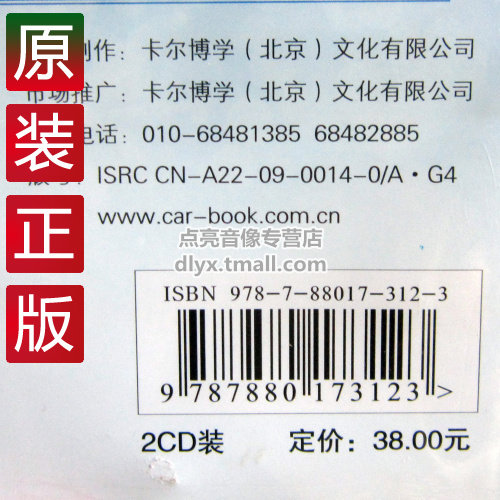 原装正版
制作：卡尔博学（北京）文化有限公司
市场推广：卡尔博学（北京）文化有限公司
电话：010-68481385 68482885
版号：ISRC CN-A22-09-0014-0/A·G4
www.car-book.com.cn
点亮音像专营店
dlyx.tmall.com
ISBN 978-7-88017-312-3
9 787880 173123 >
2CD装 定价：38.00元